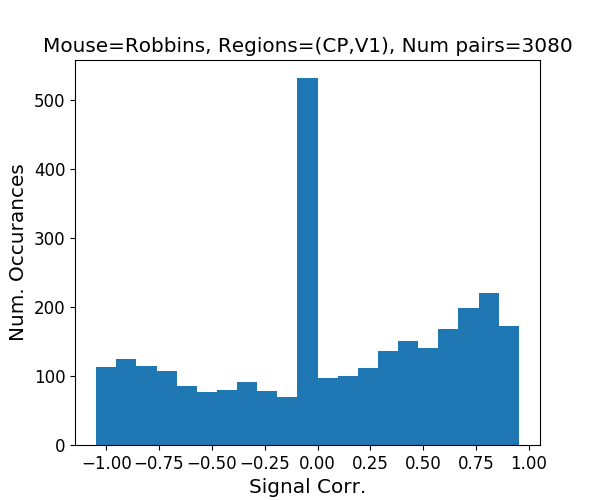 Mouse=Robbins, Regions=(CP,V1), Num pairs=3080
500
400
300
200
100
0
Num. Occurances
−1.00 −0.75 −0.50 −0.25 0.00 0.25 0.50 0.75 1.00
Signal Corr.